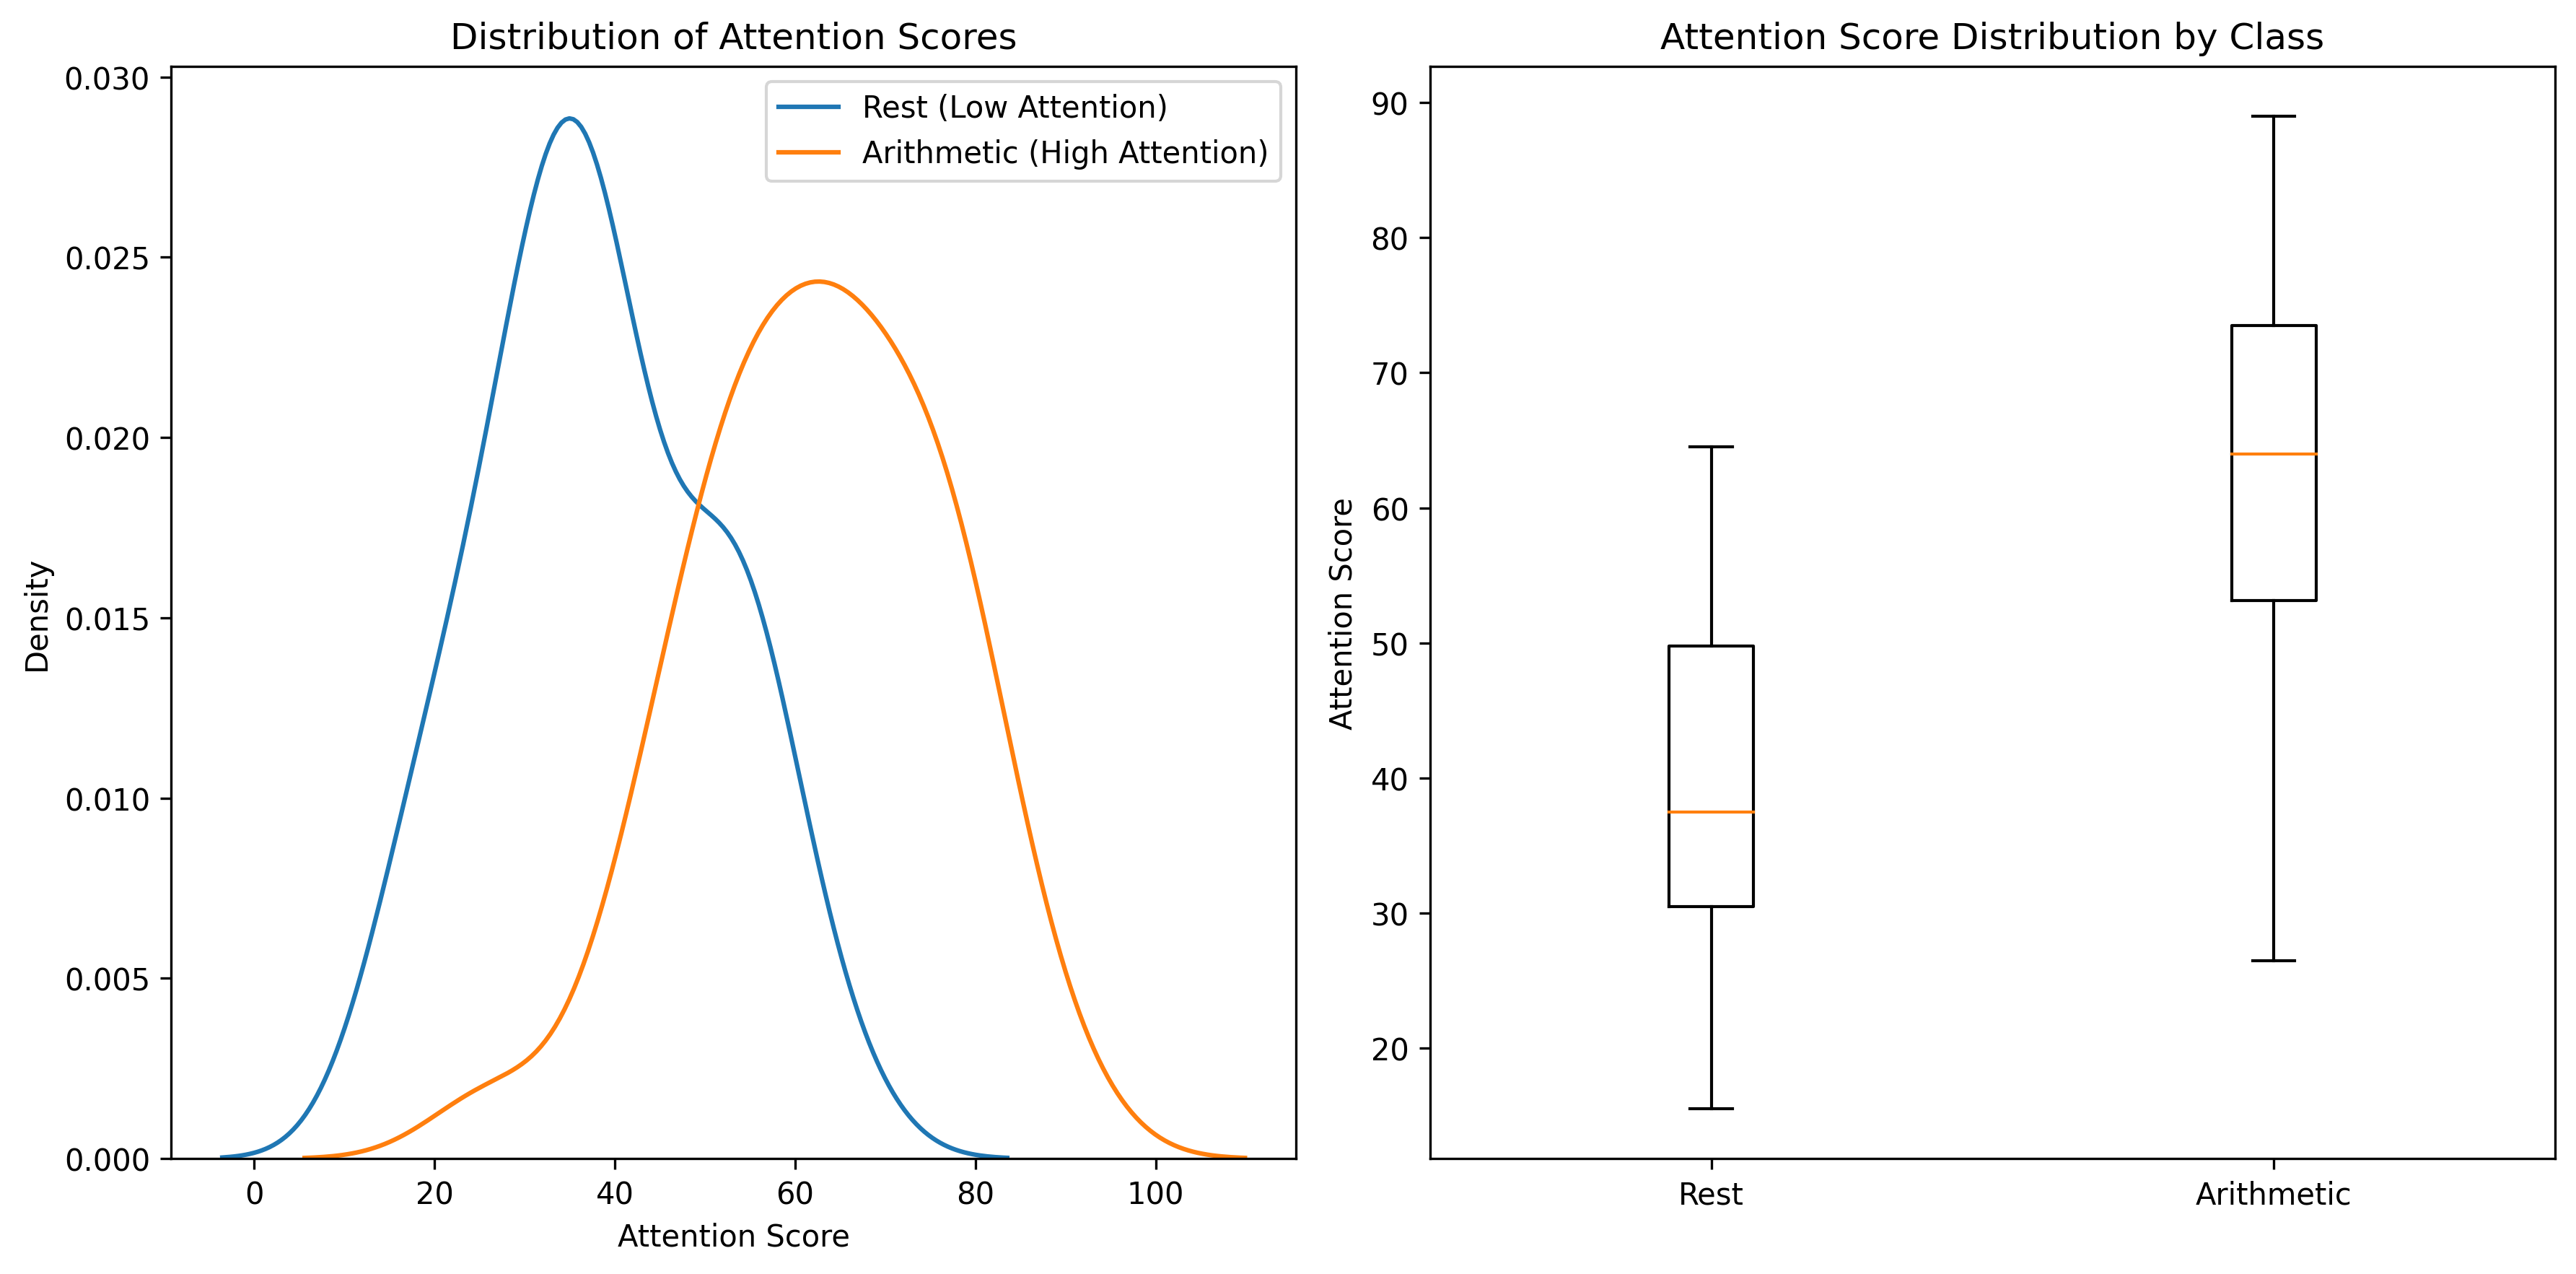 Distribution of Attention Scores
Rest (Low Attention)
Arithmetic (High Attention)
0.030
0.025
0.020
0.015
0.010
0.005
0.000
Density
0 20 40 60 80 100
Attention Score
Attention Score Distribution by Class
90
80
70
60
50
40
30
20
Attention Score
Rest Arithmetic